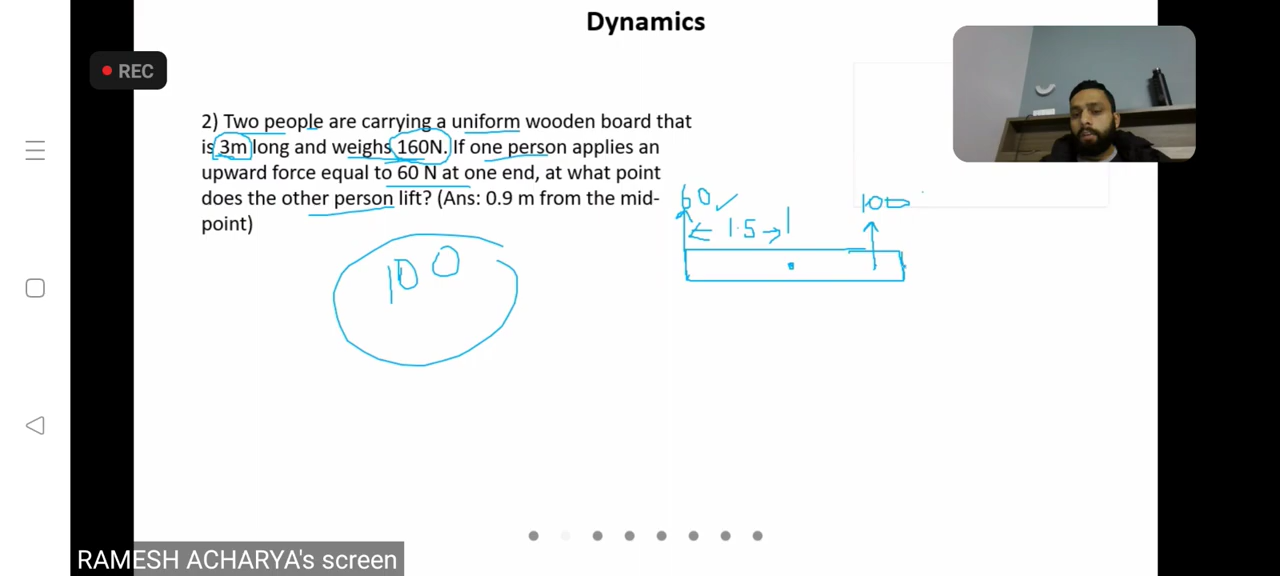 Dynamics
REC
2) Two people are carrying a uniform wooden board that
is 3m long and weighs 160N. If one person applies an
upward force equal to 60 N at one end, at what point
does the other person lift? (Ans: 0.9 m from the mid-
point)
60
100
1.5
100
RAMESH ACHARYA's screen